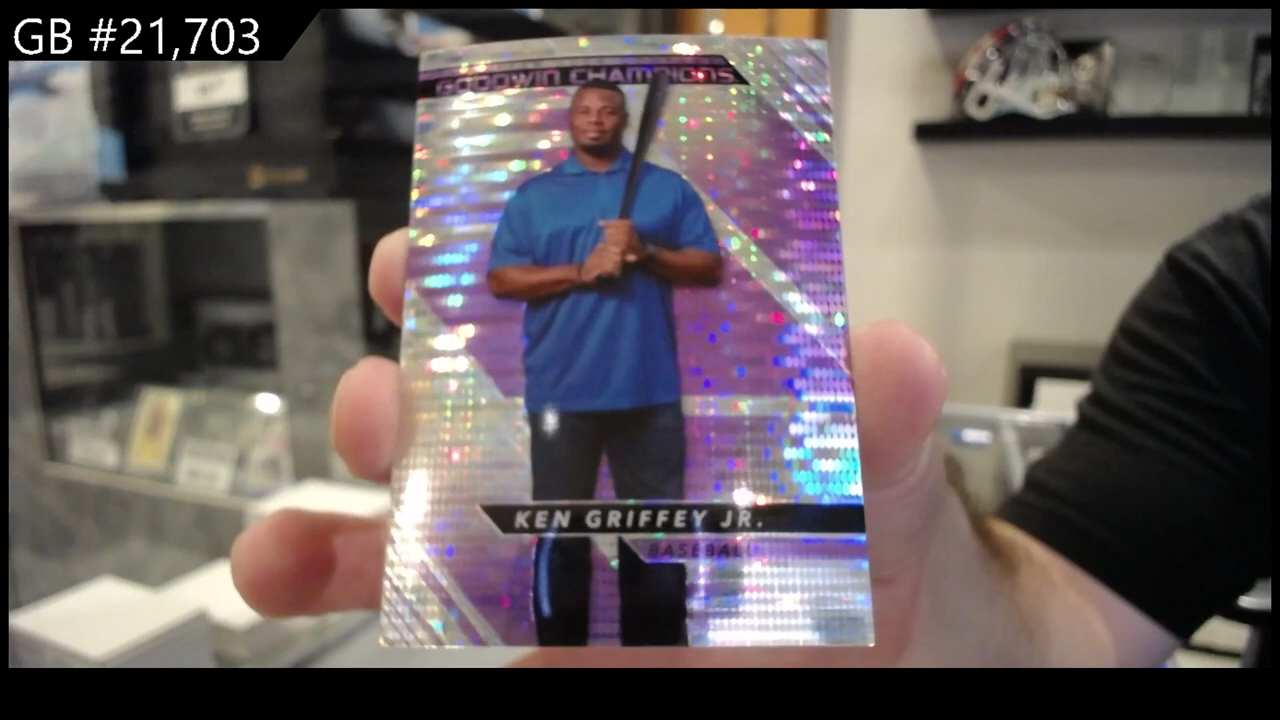 GB #21,703
GOODWIN CHAMPIONS
KEN GRIFFEY JR.
BASEBALL